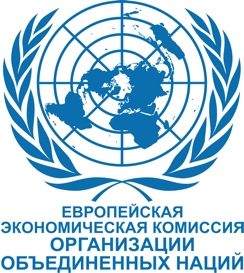 ЕВРОПЕЙСКАЯ
ЭКОНОМИЧЕСКАЯ КОМИССИЯ
ОРГАНИЗАЦИИ
ОБЪЕДИНЕННЫХ НАЦИЙ